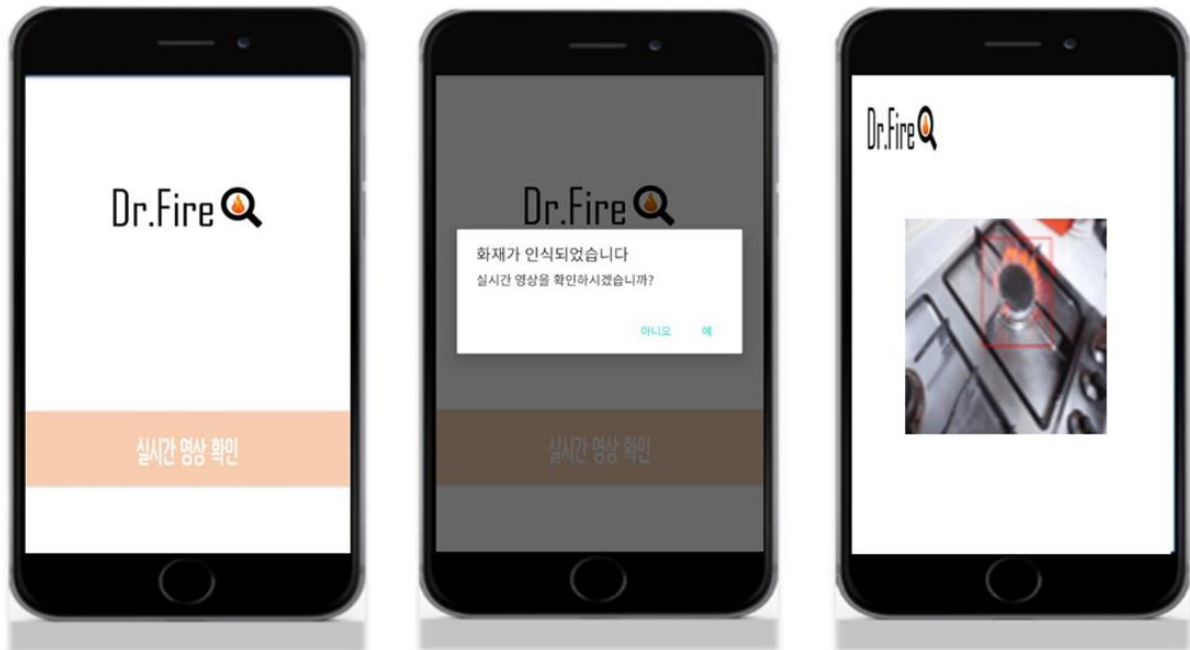 Dr.Fire
실시간 영상 확인
Dr.Fire
화재가 인식되었습니다
실시간 영상을 확인하시겠습니까?
아니오 예
실시간 영상 확인
Dr.Fire